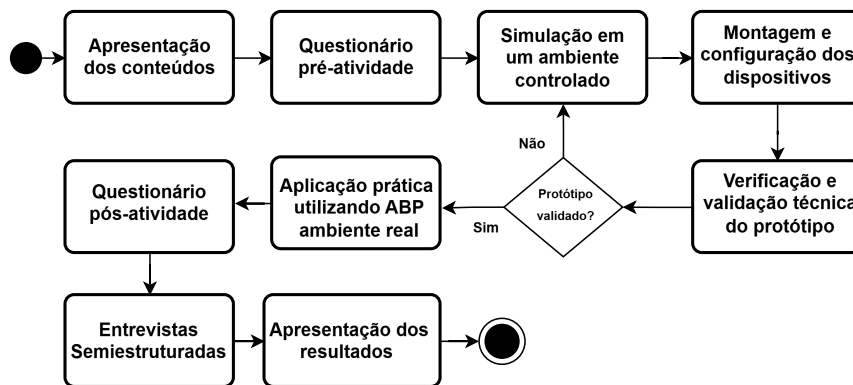 Apresentação
dos conteúdos
Questionário
pré-atividade
Simulação em
um ambiente
controlado
Montagem e
configuração dos
dispositivos
Verificação e
validação técnica
do protótipo
Protótipo
validado?
Não
Sim
Aplicação prática
utilizando ABP
ambiente real
Questionário
pós-atividade
Entrevistas
Semiestruturadas
Apresentação dos
resultados